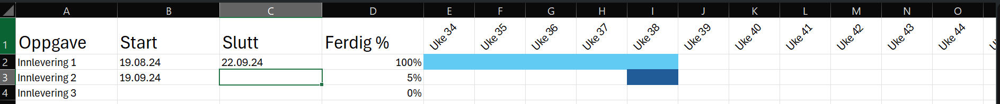 A B C D E F G H I J K L M N O
1 Oppgave Start Slutt Ferdig % Uke 34 Uke 35 Uke 36 Uke 37 Uke 38 Uke 39 Uke 40 Uke 41 Uke 42 Uke 43 Uke 44
2 Innlevering 1 19.08.24 22.09.24 100%
3 Innlevering 2 19.09.24 5%
4 Innlevering 3 0%